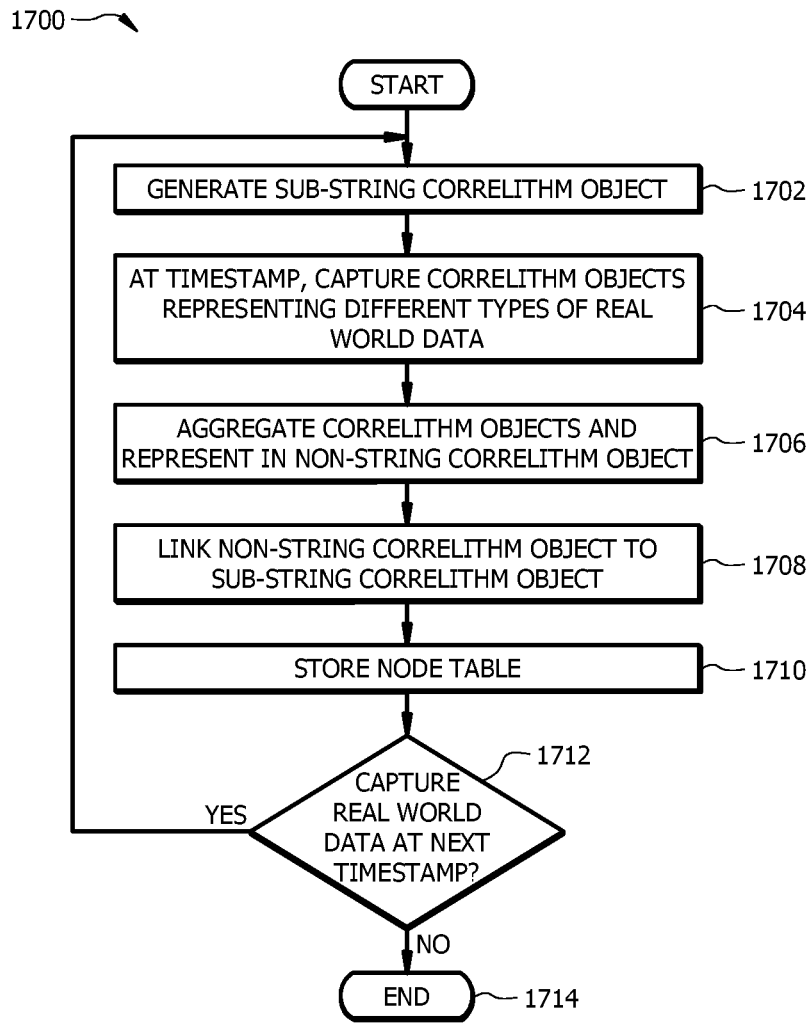 1700
START
GENERATE SUB-STRING CORRELITHM OBJECT
1702
AT TIMESTAMP, CAPTURE CORRELITHM OBJECTS
REPRESENTING DIFFERENT TYPES OF REAL
WORLD DATA
1704
AGGREGATE CORRELITHM OBJECTS AND
REPRESENT IN NON-STRING CORRELITHM OBJECT
1706
LINK NON-STRING CORRELITHM OBJECT TO
SUB-STRING CORRELITHM OBJECT
1708
STORE NODE TABLE
1710
1712
CAPTURE
REAL WORLD
DATA AT NEXT
TIMESTAMP?
YES
NO
END
1714